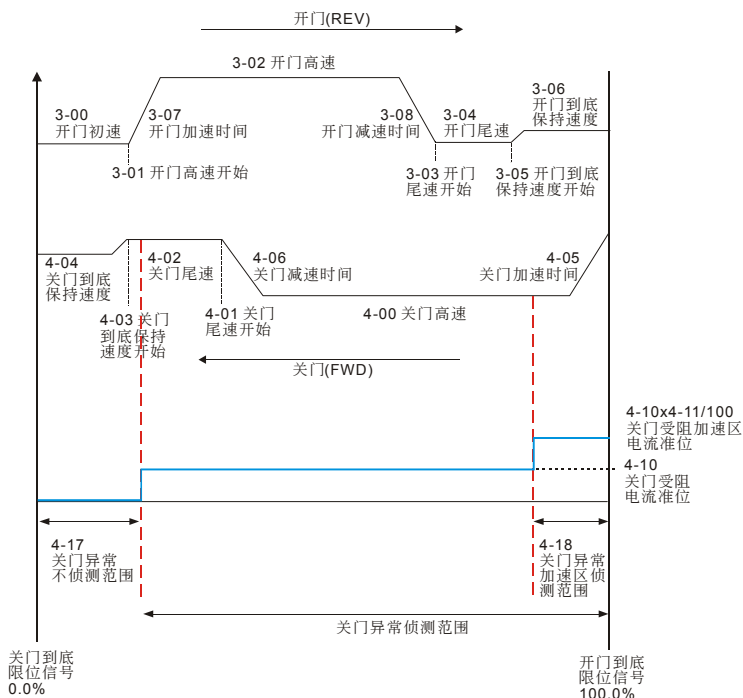 开门(REV)
3-02 开门高速
3-00
开门初速
3-07
开门加速时间
3-08
开门减速时间
3-04
开门尾速
3-06
开门到底
保持速度
3-01 开门高速开始
3-03 开门
尾速开始
3-05 开门到底
保持速度开始
4-04
关门到底
保持速度
4-02
关门尾速
4-06
关门减速时间
4-05
关门加速时间
4-03 关门
到底保持
速度开始
4-01 关门
尾速开始
4-00 关门高速
关门(FWD)
4-10x4-11/100
关门受阻加速区
电流准位
4-10
关门受阻
电流准位
4-17
关门异常
不侦测范围
4-18
关门异常
加速区侦
测范围
关门异常侦测范围
关门到底
限位信号
0.0%
开门到底
限位信号
100.0%